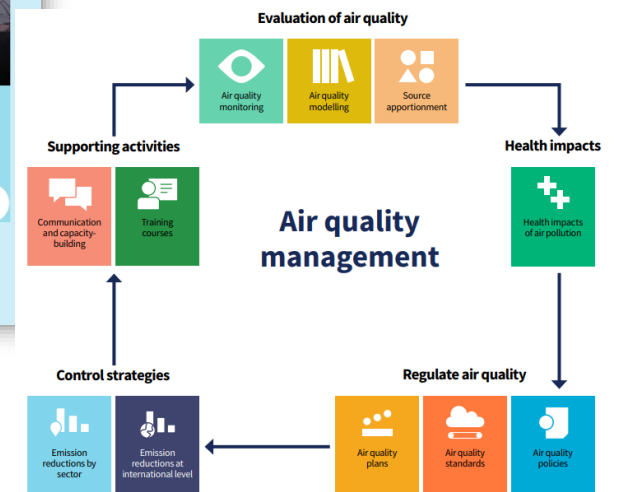 Evaluation of air quality
Air quality
monitoring
Air quality
modelling
Source
apportionment
Supporting activities
Health impacts
Communication
and capacity-
building
Training
courses
Air quality
management
Health impacts
of air pollution
Control strategies
Regulate air quality
Emission
reductions by
sector
Emission
reductions at
international level
Air quality
plans
Air quality
standards
Air quality
policies